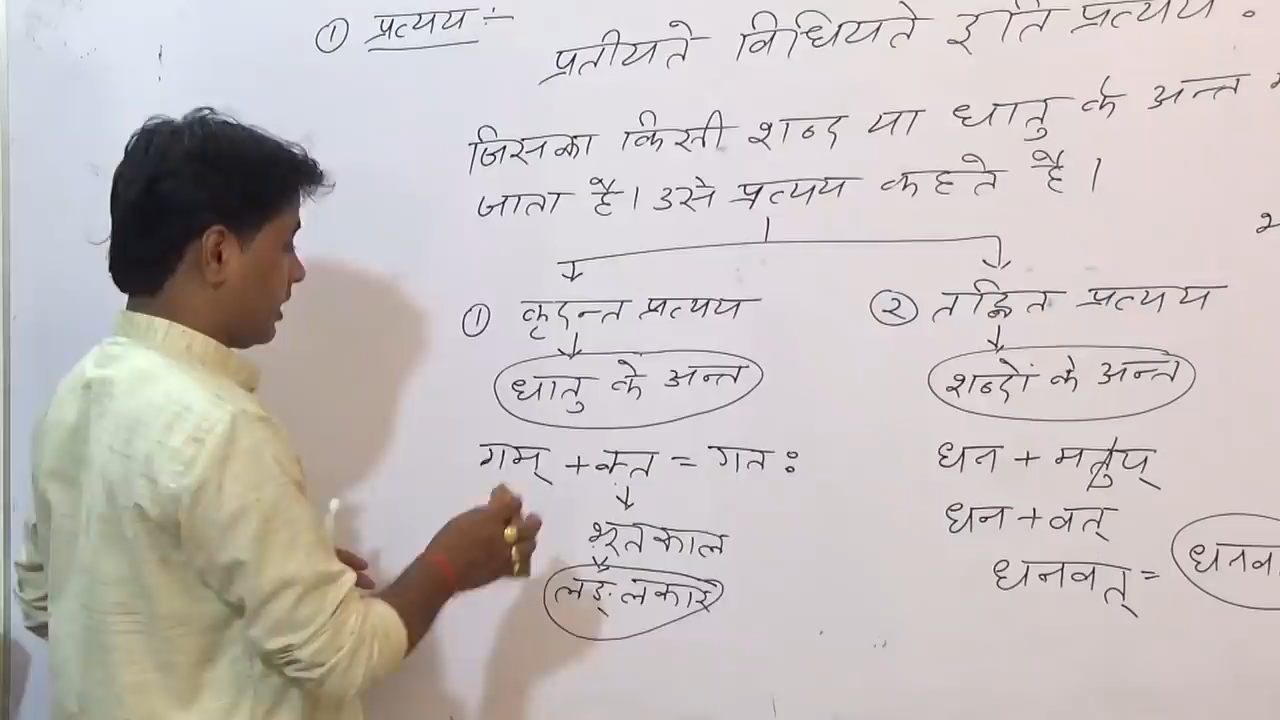 ① प्रत्यय :-
प्रतीयते विधियते इति प्रत्यय .
जिसका किसी शब्द या धातु के अन्त
जाता है। उसे प्रत्यय कहते है।
① कृदन्त प्रत्यय
धातु के अन्त
गम् + क्त = गत :
भूतकाल
लङ् लकार
② तद्धित प्रत्यय
शब्दों के अन्त
धन + मतुप्
धन + वत्
धनवत् =